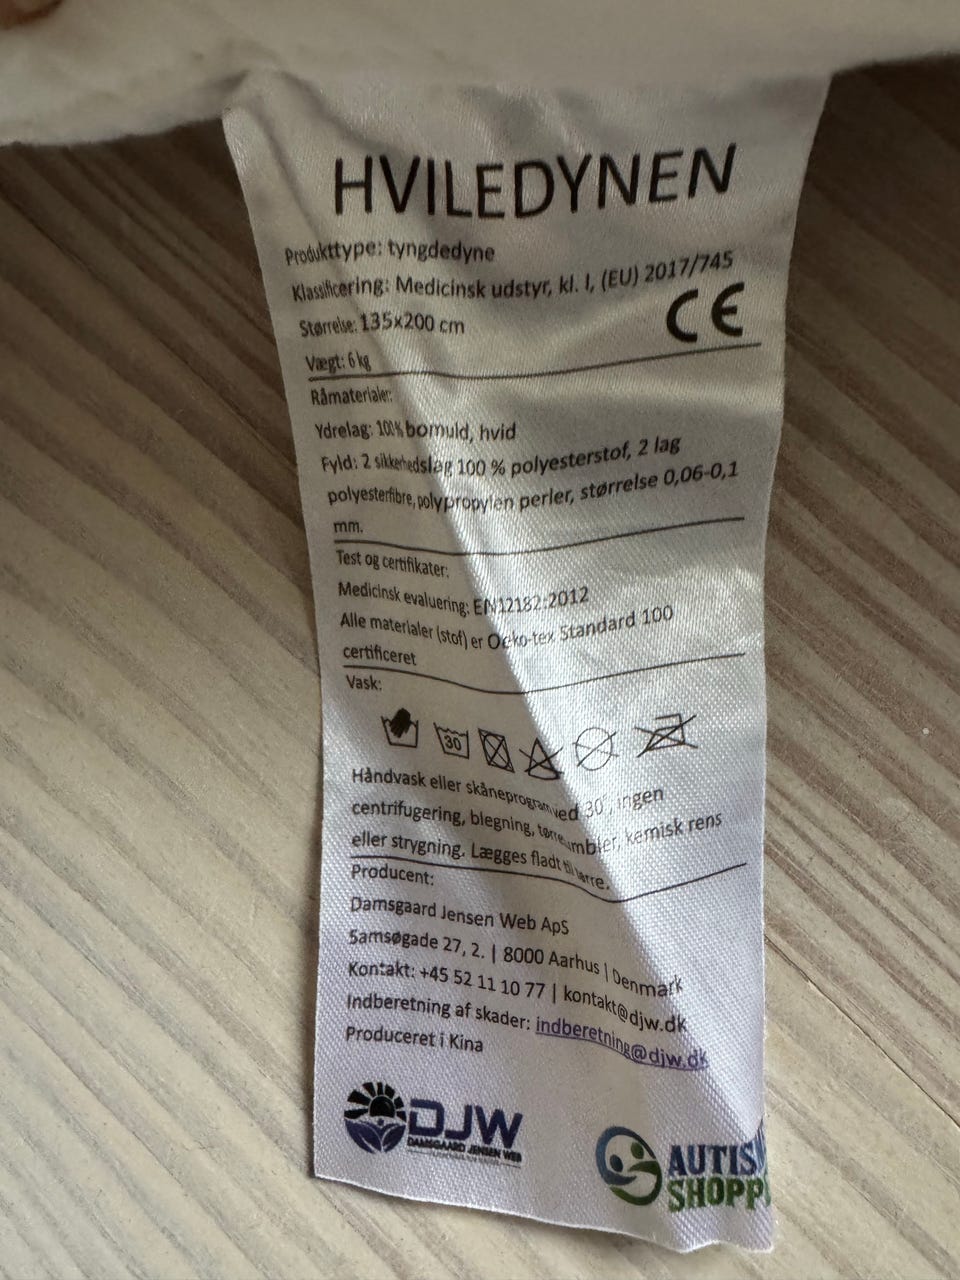 HVILEDYNEN
Produkttype: tyngdedyne
Klassificering: Medicinsk udstyr, kl. I, (EU) 2017/745
Størrelse: 135x200 cm
CE
Vægt: 6 kg
Råmaterialer:
Ydrelag: 100% bomuld, hvid
Fyld: 2 sikkerhedslag 100 % polyesterstof, 2 lag
polyesterfibre, polypropylen perler, størrelse 0,06-0,1
mm.
Test og certifikater:
Medicinsk evaluering: EN12182:2012
Alle materialer (stof) er Oeko-tex Standard 100
certificeret
Vask:
30
Håndvask eller skåneprogram ved 30°, ingen
centrifugering, blegning, tørretumbler, kemisk rens
eller strygning. Lægges fladt til tørre.
Producent:
Damsgaard Jensen Web ApS
Samsøgade 27, 2. | 8000 Aarhus | Denmark
Kontakt: +45 52 11 10 77 | kontakt@djw.dk
Indberetning af skader: indberetning@djw.dk
Produceret i Kina
DJW
DAMSGAARD JENSEN WEB
AUTIS
SHOPP